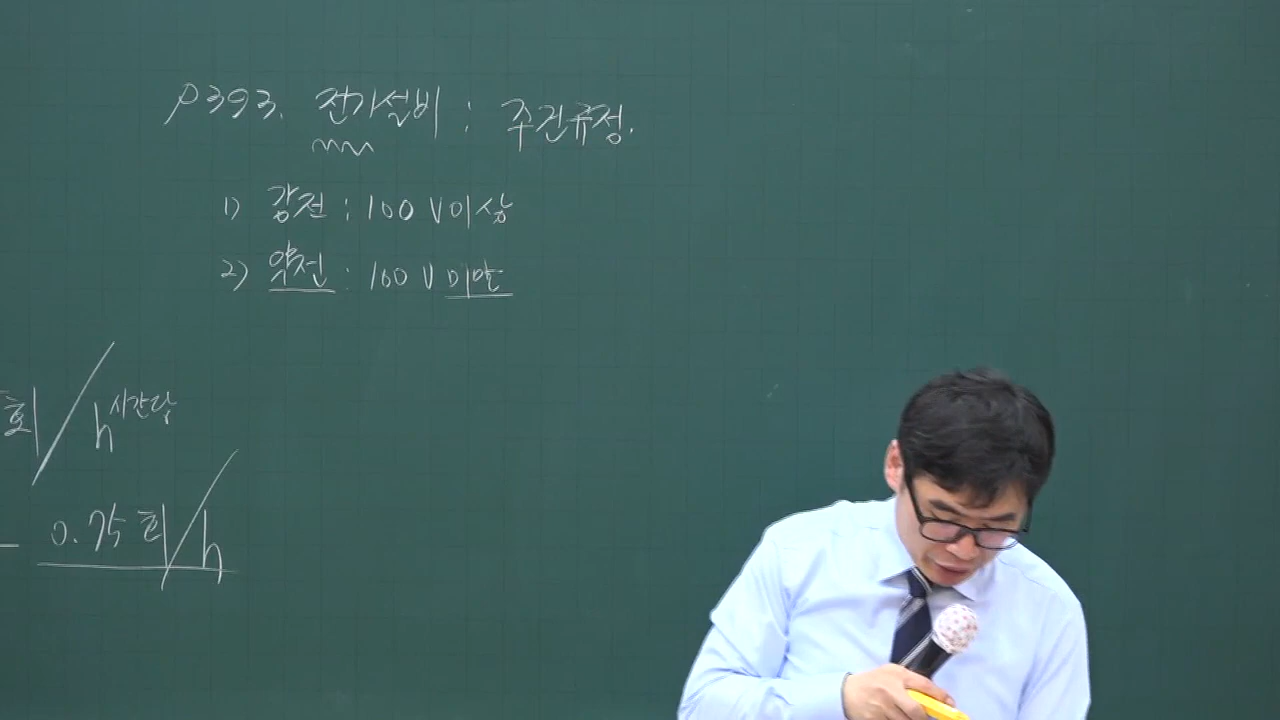 P393. 전기설비 : 주건규정.
1) 강전 : 100 V 이상
2) 약전 : 100 V 미만
회/h 시간당
0.75 회/h